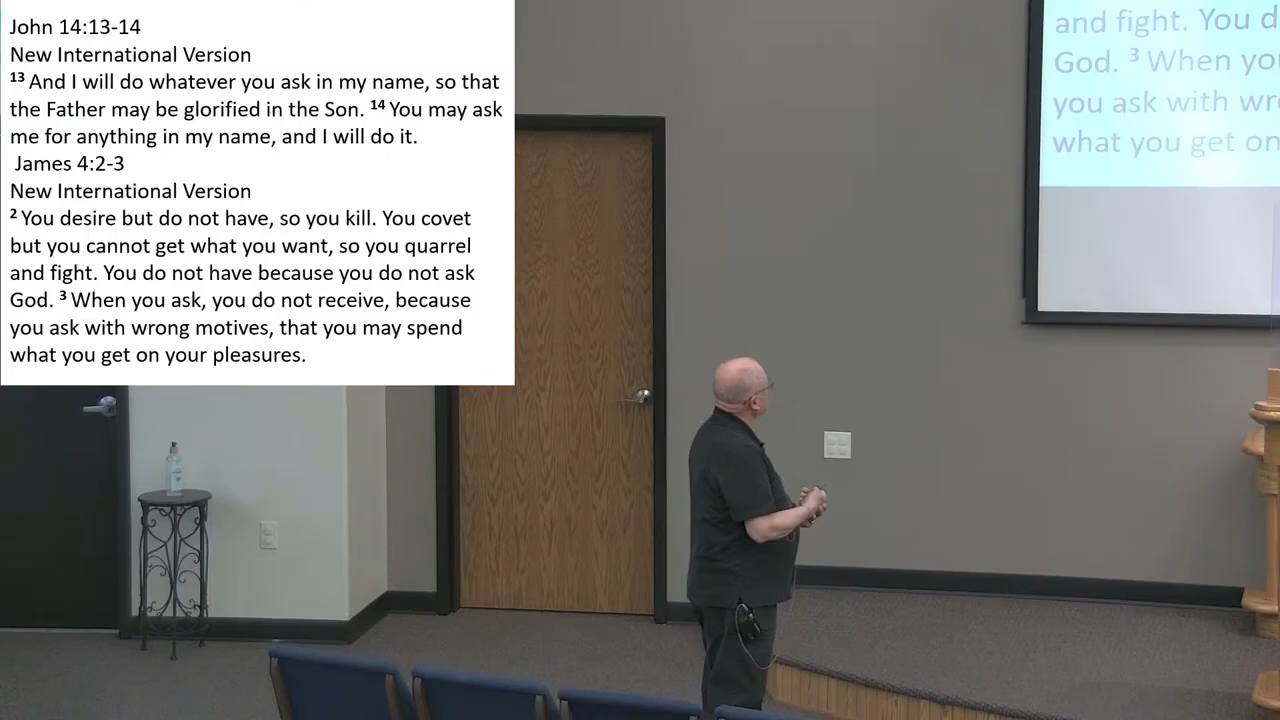 John 14:13-14
New International Version
13 And I will do whatever you ask in my name, so that
the Father may be glorified in the Son. 14 You may ask
me for anything in my name, and I will do it.
James 4:2-3
New International Version
2 You desire but do not have, so you kill. You covet
but you cannot get what you want, so you quarrel
and fight. You do not have because you do not ask
God. 3 When you ask, you do not receive, because
you ask with wrong motives, that you may spend
what you get on your pleasures.
and fight. You d
God. 3 When yo
you ask with wr
what you get on